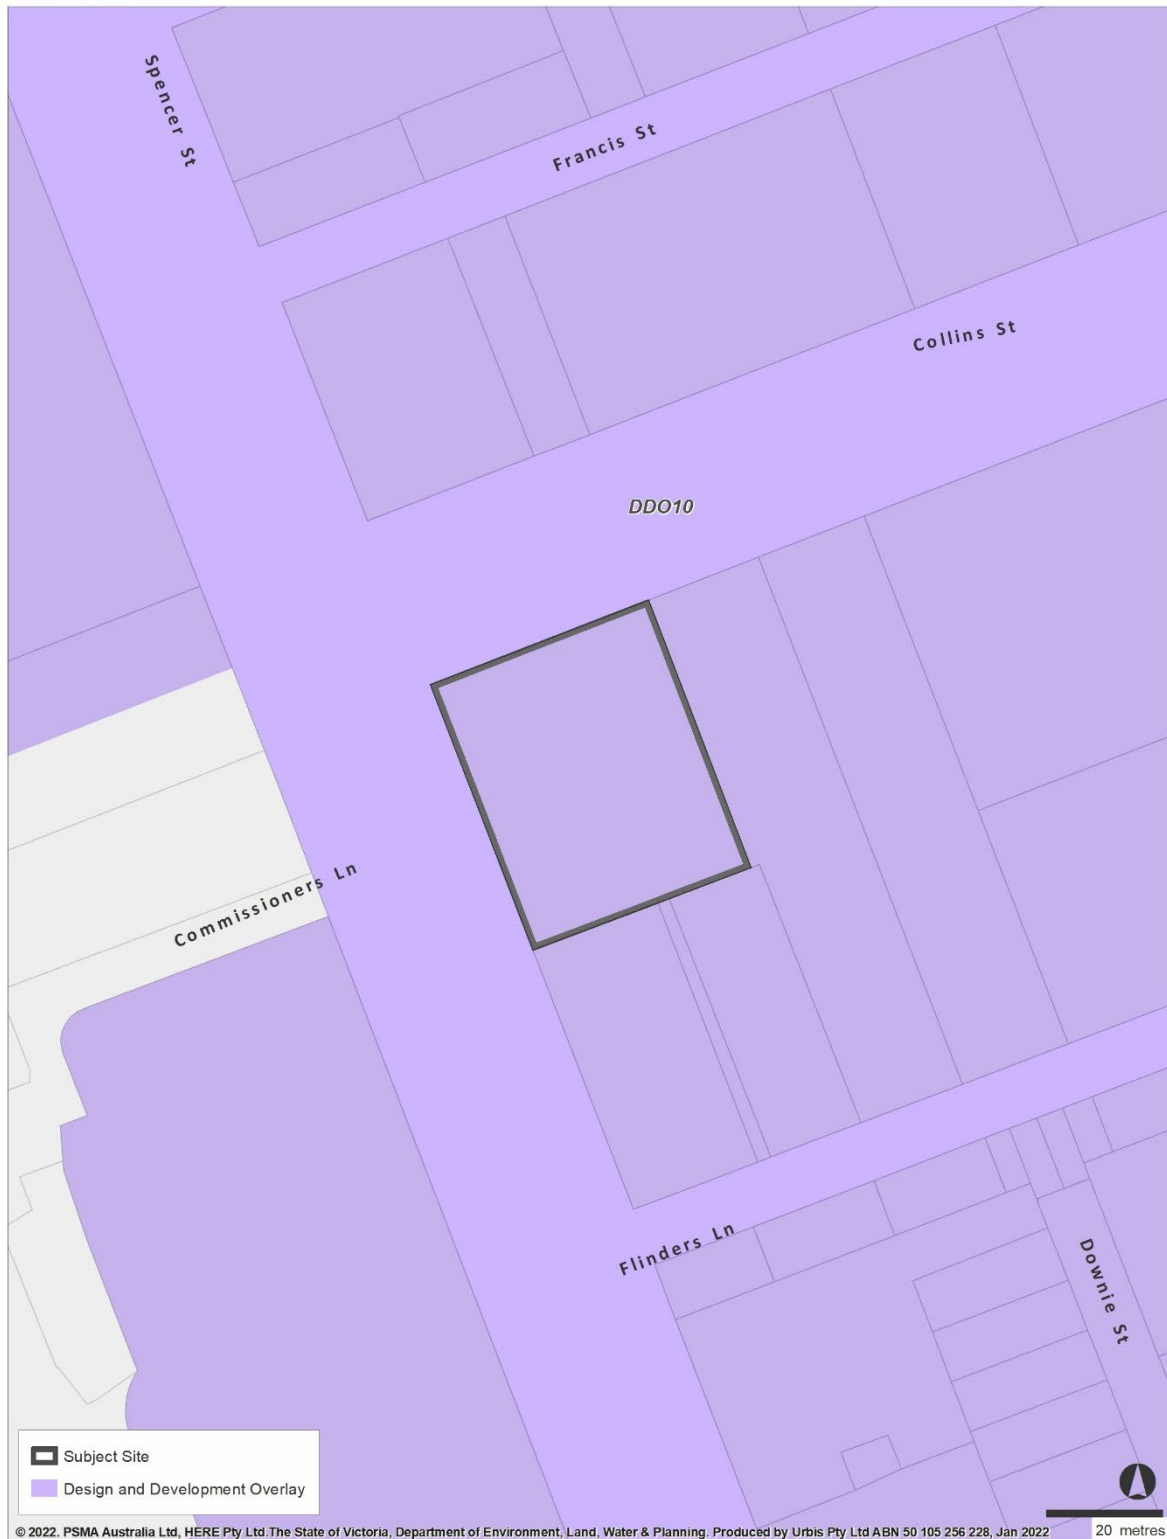 Spencer St
Francis St
Collins St
DDO10
Commissioners Ln
Flinders Ln
Downie St
Subject Site
Design and Development Overlay
20 metres
© 2022. PSMA Australia Ltd, HERE Pty Ltd.The State of Victoria, Department of Environment, Land, Water & Planning. Produced by Urbis Pty Ltd ABN 50 105 256 228, Jan 2022